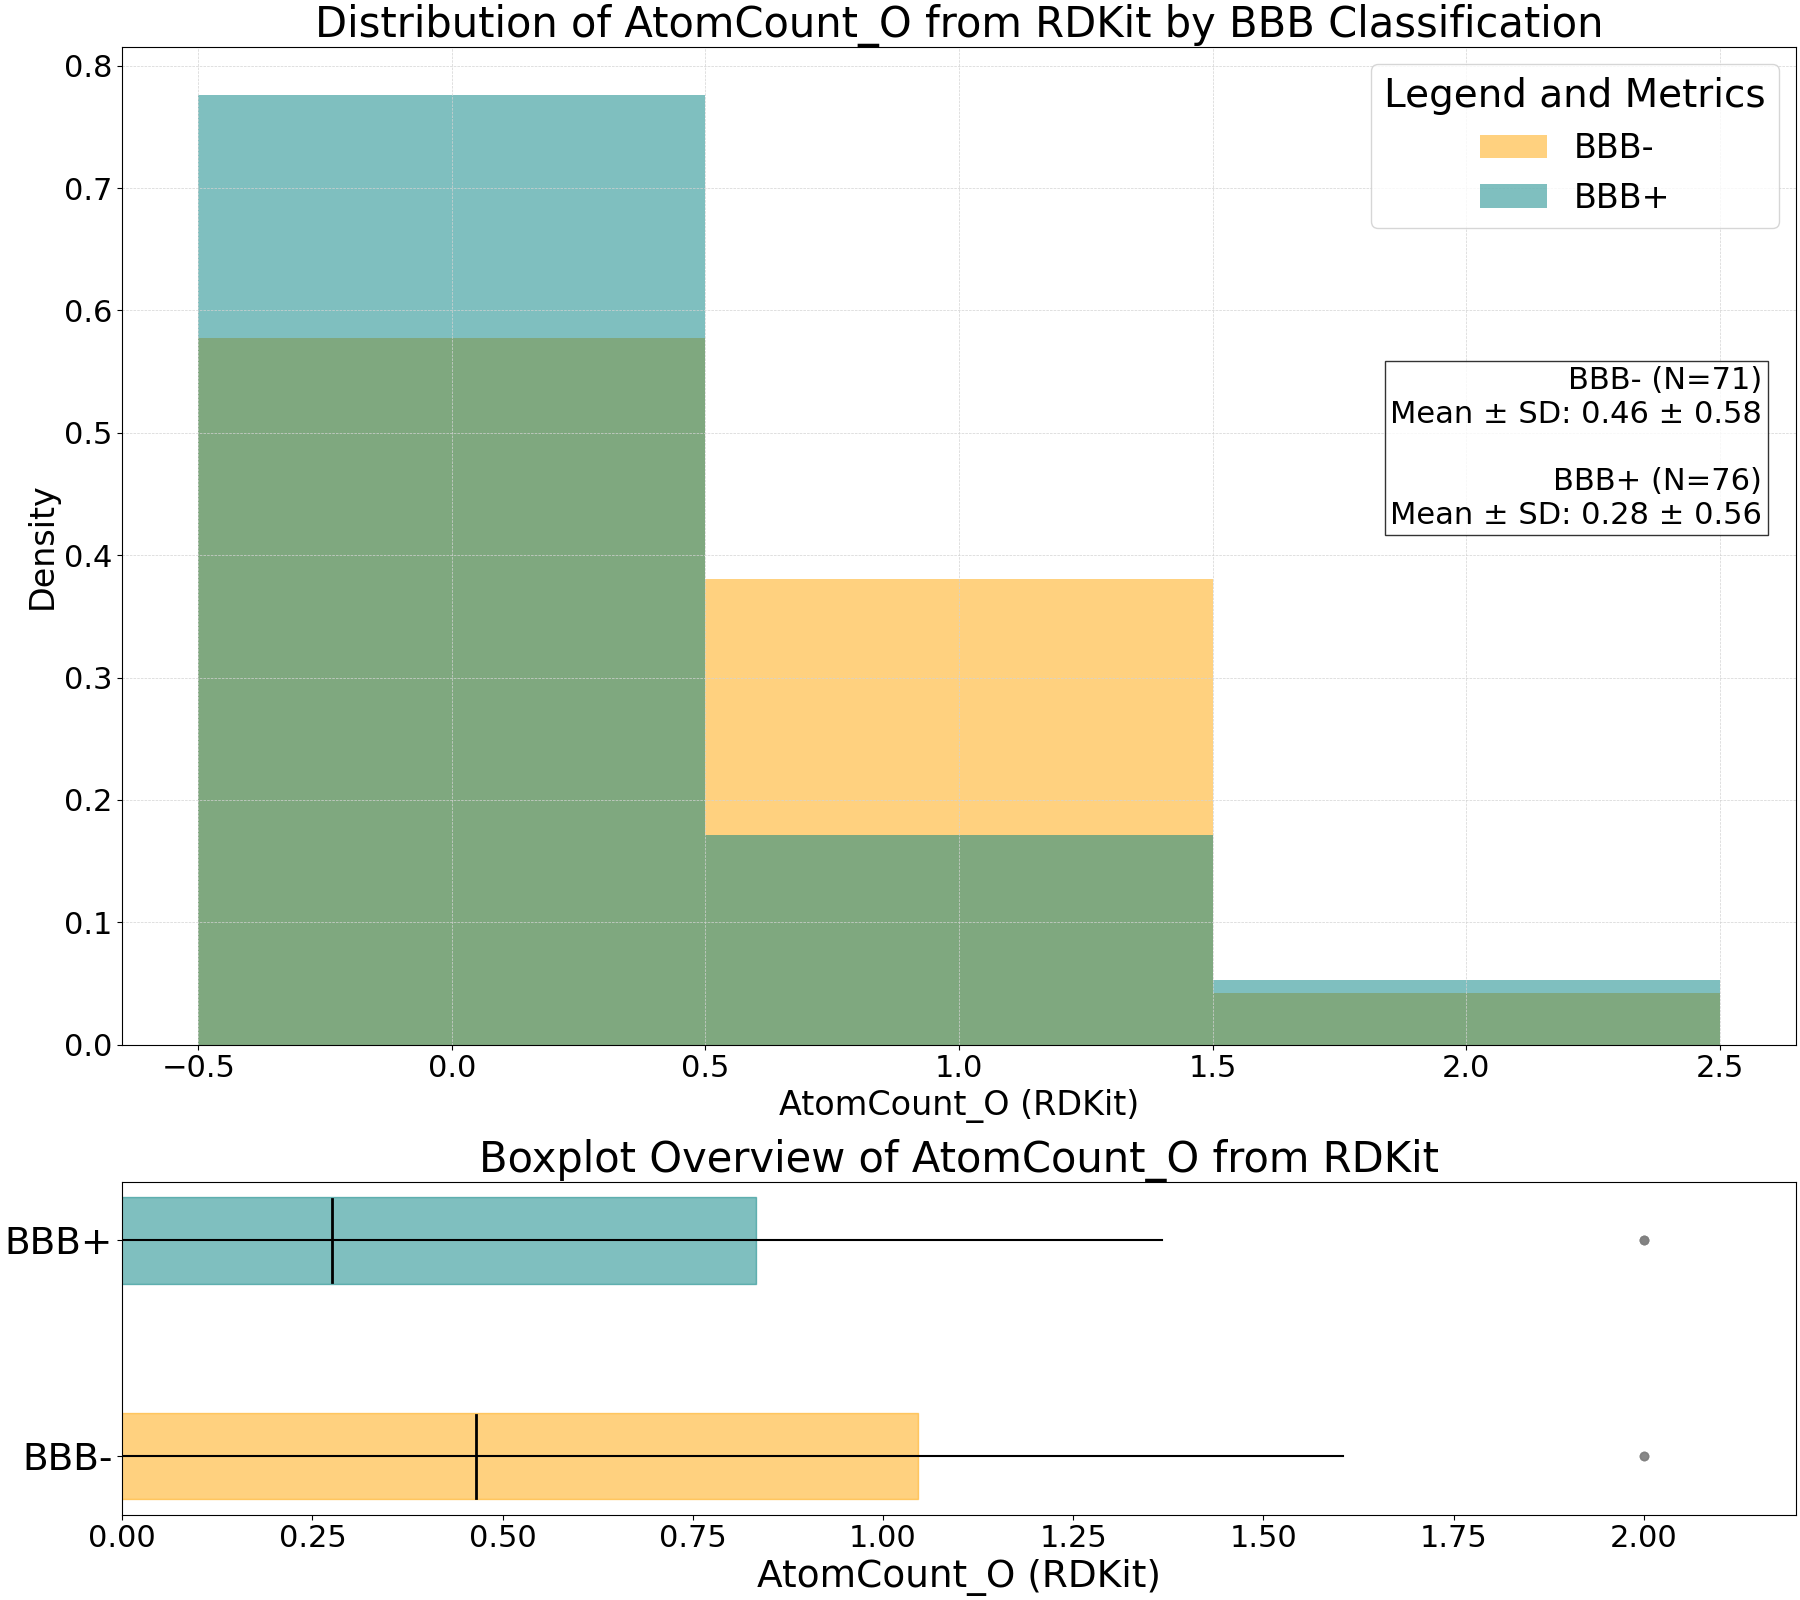 Distribution of AtomCount_O from RDKit by BBB Classification
0.8
0.7
0.6
0.5
0.4
0.3
0.2
0.1
0.0
Density
Legend and Metrics
BBB-
BBB+
BBB- (N=71)
Mean ± SD: 0.46 ± 0.58
BBB+ (N=76)
Mean ± SD: 0.28 ± 0.56
−0.5 0.0 0.5 1.0 1.5 2.0 2.5
AtomCount_O (RDKit)
Boxplot Overview of AtomCount_O from RDKit
BBB+
BBB-
0.00 0.25 0.50 0.75 1.00 1.25 1.50 1.75 2.00
AtomCount_O (RDKit)